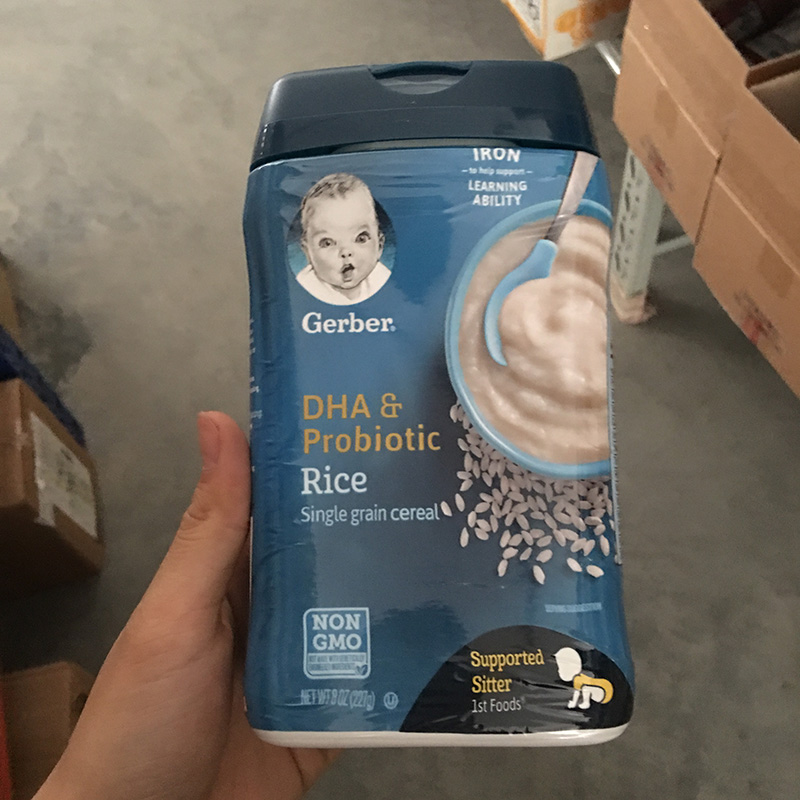 IRON
to help support
LEARNING
ABILITY
Gerber®
DHA &
Probiotic
Rice
Single grain cereal
NON
GMO
NET WT 8 OZ (227g)
U
Supported
Sitter
1st Foods®